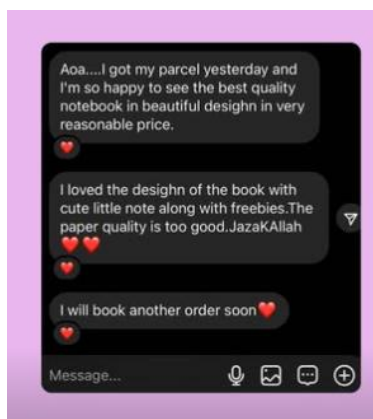 Aoa....I got my parcel yesterday and
I'm so happy to see the best quality
notebook in beautiful desighn in very
reasonable price.
I loved the desighn of the book with
cute little note along with freebies.The
paper quality is too good.JazaKAllah
❤️❤️
I will book another order soon❤️
Message...